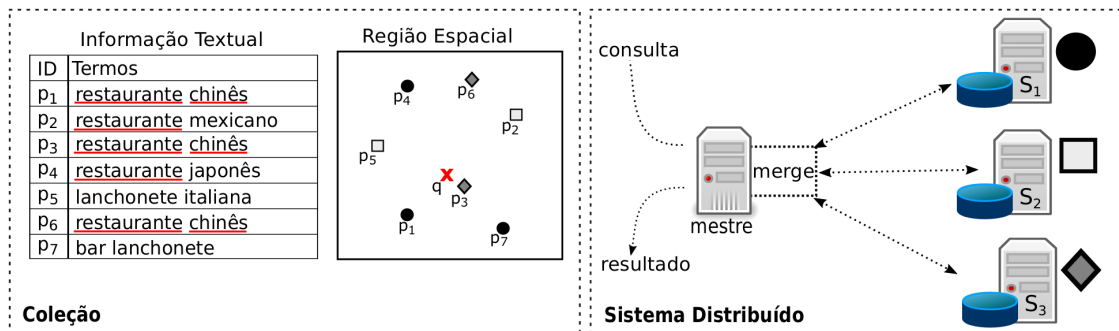 Informação Textual
ID Termos
p1 restaurante chinês
p2 restaurante mexicano
p3 restaurante chinês
p4 restaurante japonês
p5 lanchonete italiana
p6 restaurante chinês
p7 bar lanchonete
Coleção
Região Espacial
p4
p6
p2
p5
x
q
p3
p1
p7
consulta
merge
mestre
resultado
S1
S2
S3
Sistema Distribuído